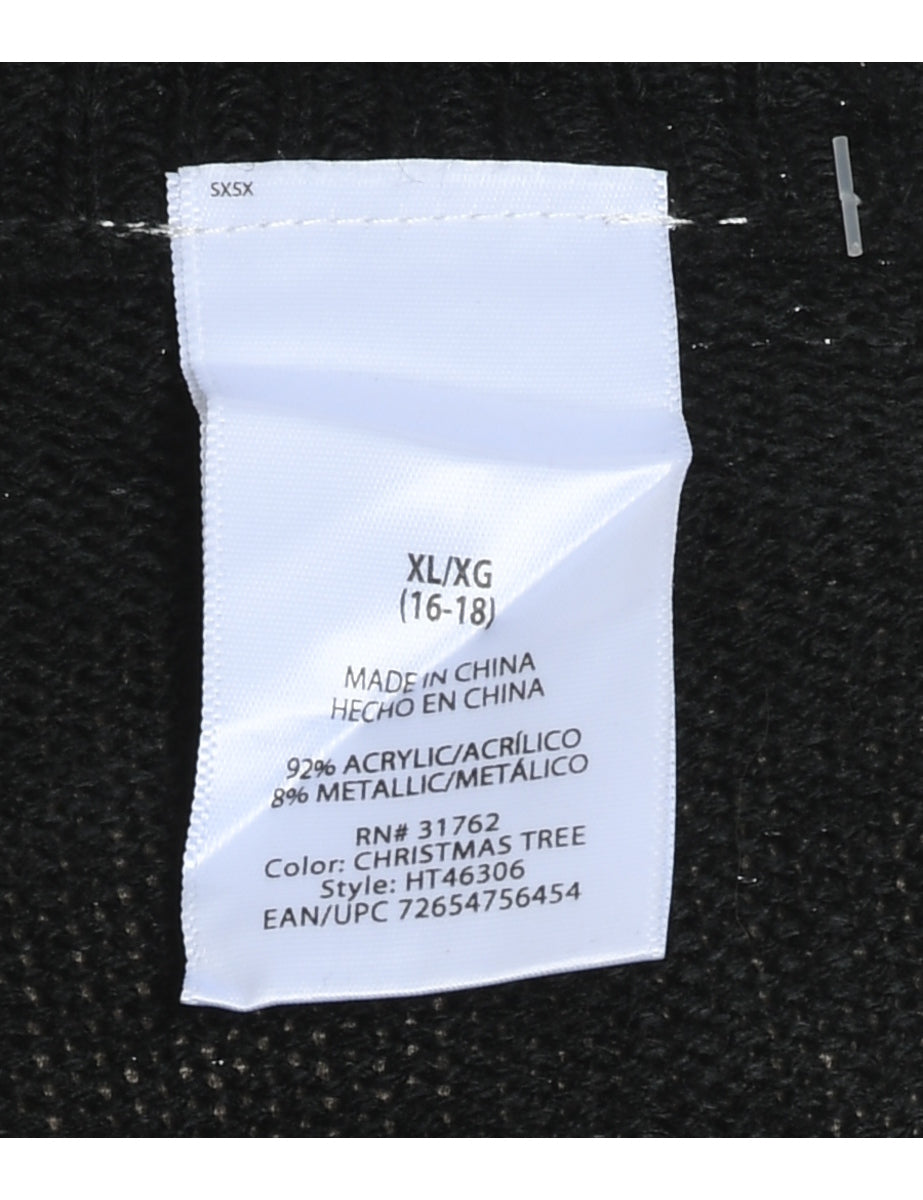 SX5X
XL/XG
(16-18)
MADE IN CHINA
HECHO EN CHINA
92% ACRYLIC/ACRÍLICO
8% METALLIC/METÁLICO
RN# 31762
Color: CHRISTMAS TREE
Style: HT46306
EAN/UPC 72654756454